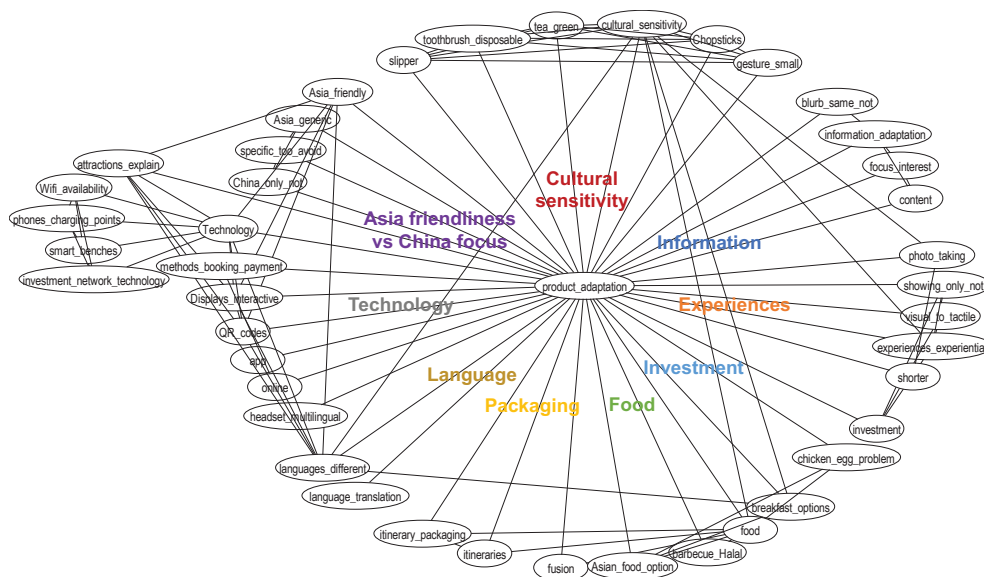 cultural_sensitivity
tea_green
toothbrush_disposable
Chopsticks
slipper
gesture_small
Asia_friendly
blurb_same_not
Asia_generic
information_adaptation
specific_too_avoid
attractions_explain
focus_interest
China_only_not
Wifi_availability
content
Cultural
sensitivity
phones_charging_points
Asia friendliness
vs China focus
Technology
Information
smart_benches
photo_taking
methods_booking_payment
investment_network_technology
showing_only_not
product_adaptation
Displays_interactive
Technology
Experiences
visual_to_tactile
QR_codes
experiences_experiential
app
Investment
Language
shorter
online
Packaging
Food
headset_multilingual
investment
chicken_egg_problem
languages_different
language_translation
breakfast_options
itinerary_packaging
food
itineraries
barbecue_Halal
fusion
Asian_food_option